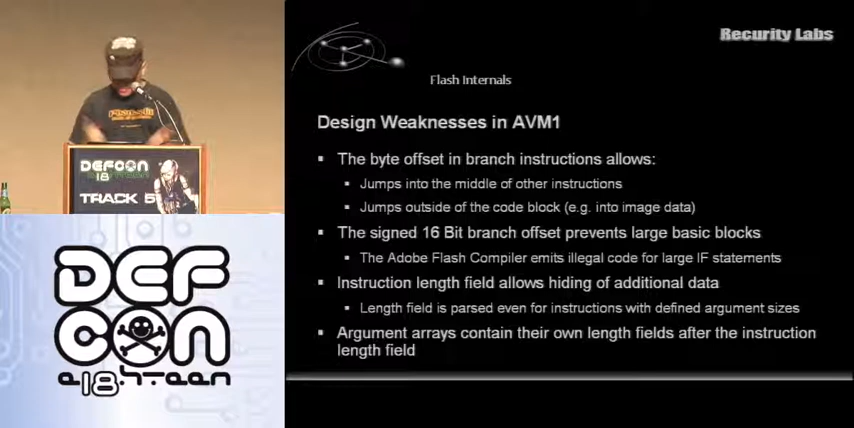 Recurity Labs
Flash Internals
Design Weaknesses in AVM1
The byte offset in branch instructions allows:
Jumps into the middle of other instructions
Jumps outside of the code block (e.g. into image data)
The signed 16 Bit branch offset prevents large basic blocks
The Adobe Flash Compiler emits illegal code for large IF statements
Instruction length field allows hiding of additional data
Length field is parsed even for instructions with defined argument sizes
Argument arrays contain their own length fields after the instruction
length field
DEFCON
18
TRACK 5
DEF
CON